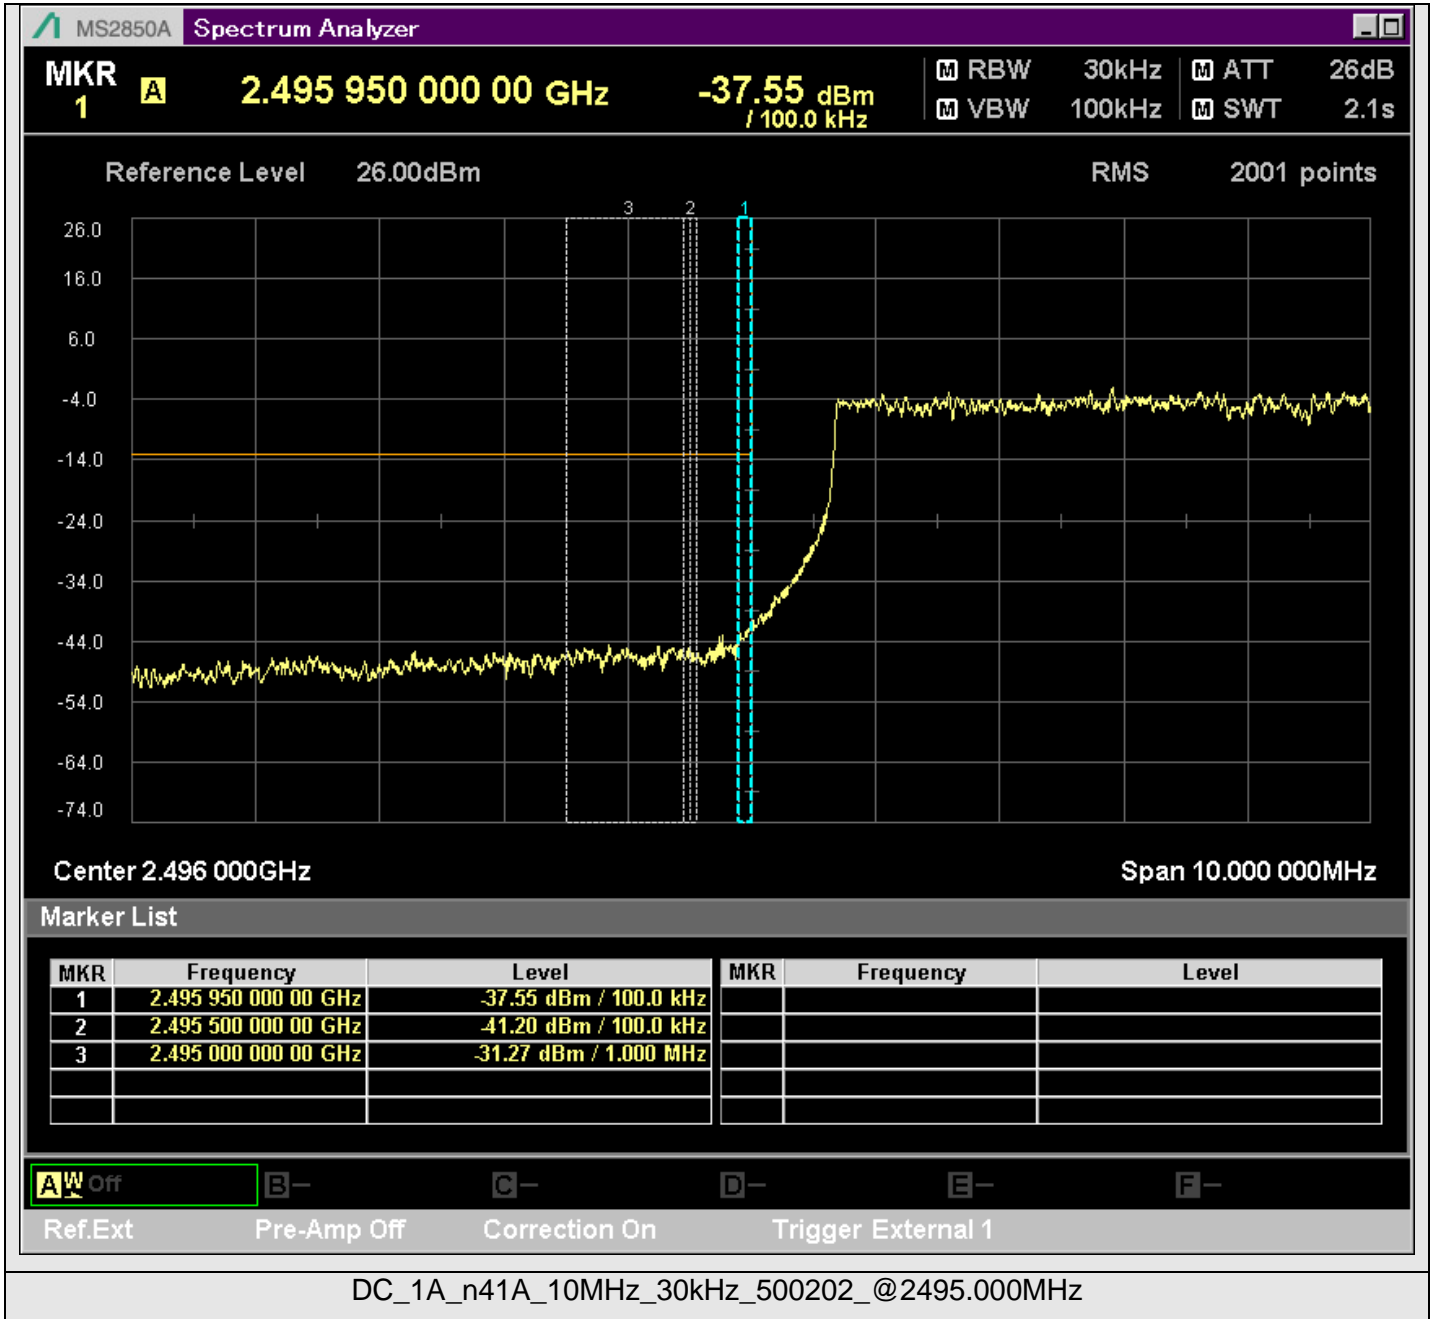 MS2850A Spectrum Analyzer
MKR 1 A 2.495 950 000 00 GHz -37.55 dBm / 100.0 kHz
M RBW 30kHz M ATT 26dB
M VBW 100kHz M SWT 2.1s
Reference Level 26.00dBm RMS 2001 points
3 2 1
26.0
16.0
6.0
-4.0
-14.0
-24.0
-34.0
-44.0
-54.0
-64.0
-74.0
Center 2.496 000GHz Span 10.000 000MHz
Marker List
MKR Frequency Level MKR Frequency Level
1 2.495 950 000 00 GHz -37.55 dBm / 100.0 kHz
2 2.495 500 000 00 GHz -41.20 dBm / 100.0 kHz
3 2.495 000 000 00 GHz -31.27 dBm / 1.000 MHz
A W Off B - C - D - E - F -
Ref.Ext Pre-Amp Off Correction On Trigger External 1
DC_1A_n41A_10MHz_30kHz_500202_@2495.000MHz